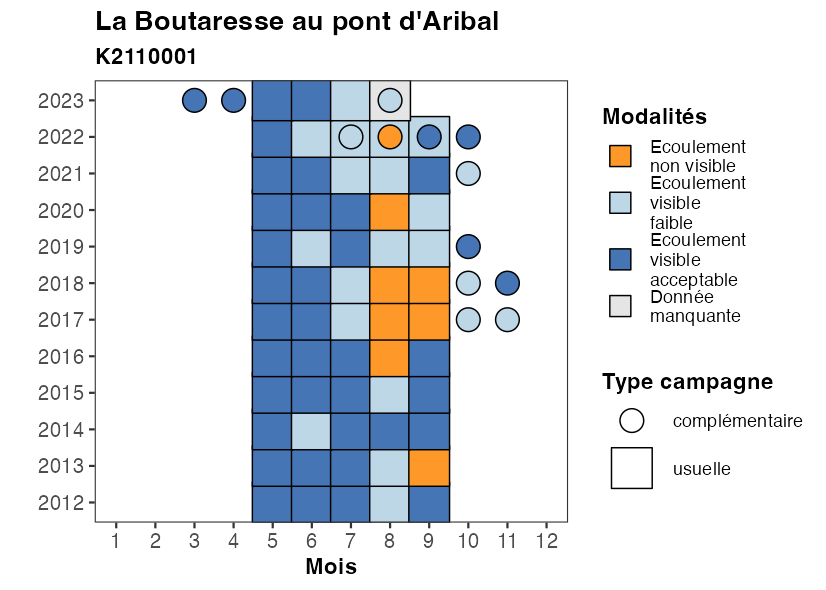 La Boutaresse au pont d'Aribal
K2110001
2023
2022
2021
2020
2019
2018
2017
2016
2015
2014
2013
2012
1 2 3 4 5 6 7 8 9 10 11 12
Mois
Modalités
Ecoulement
non visible
Ecoulement
visible
faible
Ecoulement
visible
acceptable
Donnée
manquante
Type campagne
complémentaire
usuelle